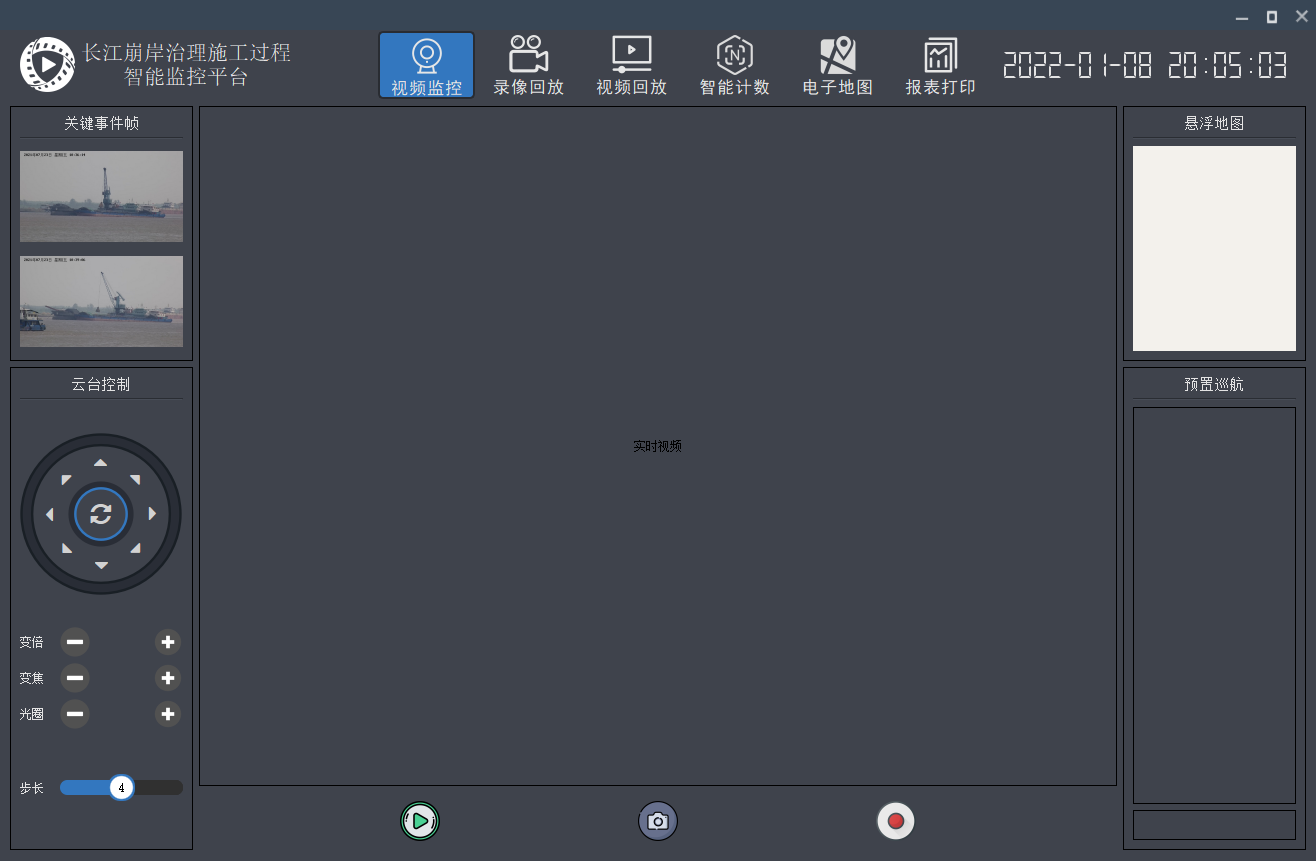 长江崩岸治理施工过程
智能监控平台
视频监控
录像回放
视频回放
智能计数
电子地图
报表打印
2022-01-08 20:05:03
关键事件帧
悬浮地图
云台控制
预置巡航
实时视频
变倍
变焦
光圈
步长
4